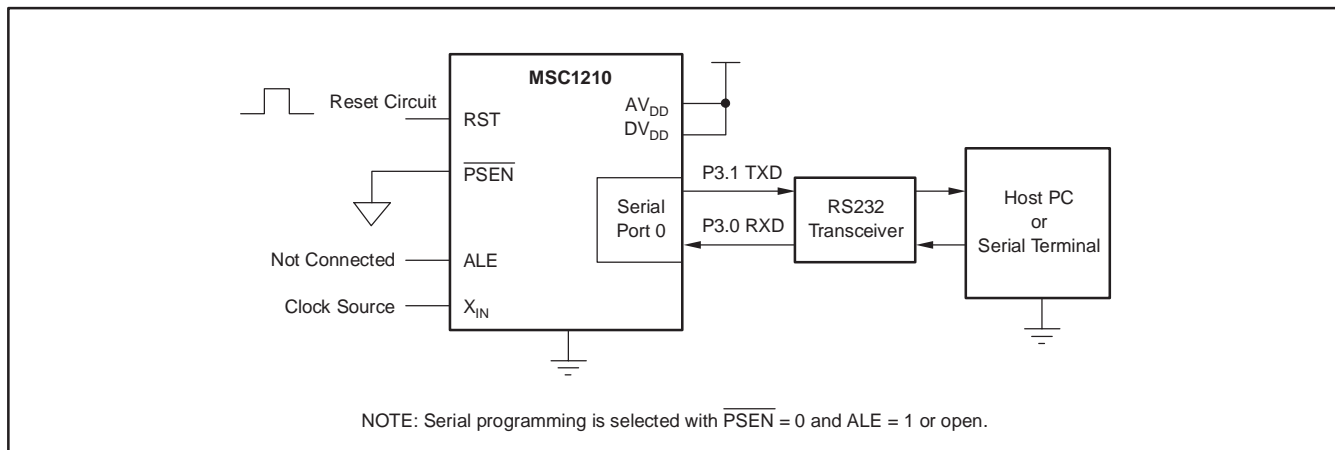 MSC1210
Reset Circuit
RST
AVDD
DVDD
PSEN
P3.1 TXD
P3.0 RXD
Serial
Port 0
RS232
Transceiver
Host PC
or
Serial Terminal
Not Connected
ALE
Clock Source
XIN
NOTE: Serial programming is selected with PSEN = 0 and ALE = 1 or open.